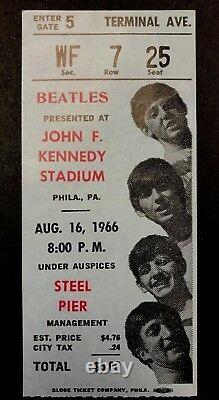 ENTER GATE 5 TERMINAL AVE.
WF 7 25
Sec. Row Seat
BEATLES
PRESENTED AT
JOHN F.
KENNEDY
STADIUM
PHILA., PA.
AUG. 16, 1966
8:00 P. M.
UNDER AUSPICES
STEEL
PIER
MANAGEMENT
EST. PRICE $4.76
CITY TAX .24
TOTAL
GLOBE TICKET COMPANY, PHILA.